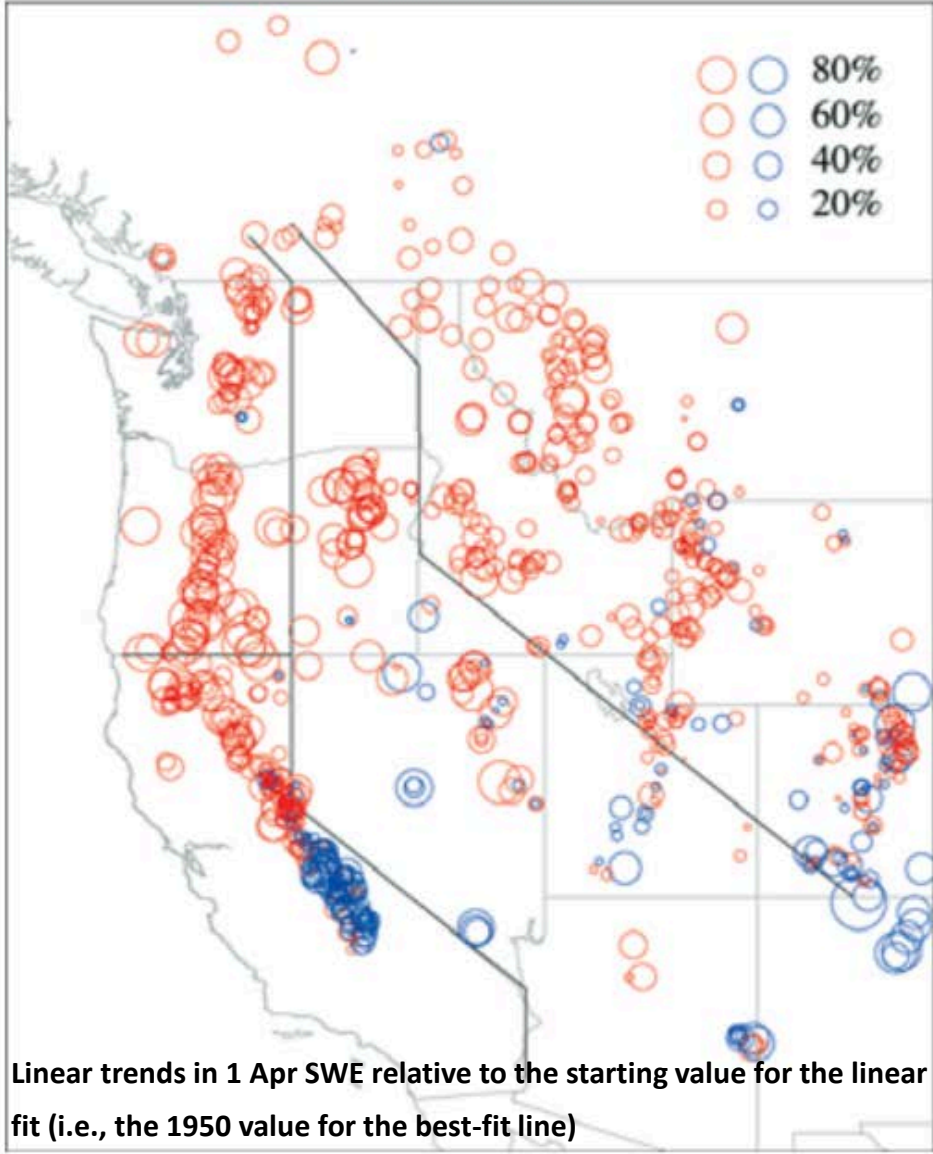 80%
60%
40%
20%
Linear trends in 1 Apr SWE relative to the starting value for the linear
fit (i.e., the 1950 value for the best-fit line)